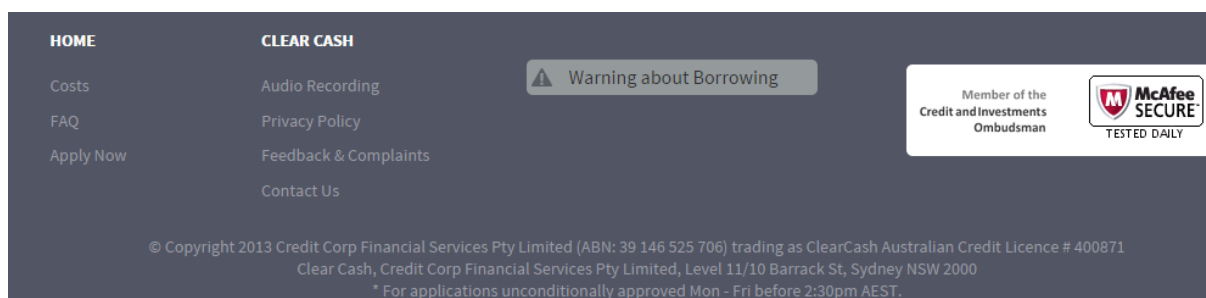 HOME
Costs
FAQ
Apply Now
CLEAR CASH
Audio Recording
Privacy Policy
Feedback & Complaints
Contact Us
Warning about Borrowing
Member of the
Credit and Investments
Ombudsman
McAfee
SECURE™
TESTED DAILY
© Copyright 2013 Credit Corp Financial Services Pty Limited (ABN: 39 146 525 706) trading as ClearCash Australian Credit Licence # 400871
Clear Cash, Credit Corp Financial Services Pty Limited, Level 11/10 Barrack St, Sydney NSW 2000
* For applications unconditionally approved Mon - Fri before 2:30pm AEST.